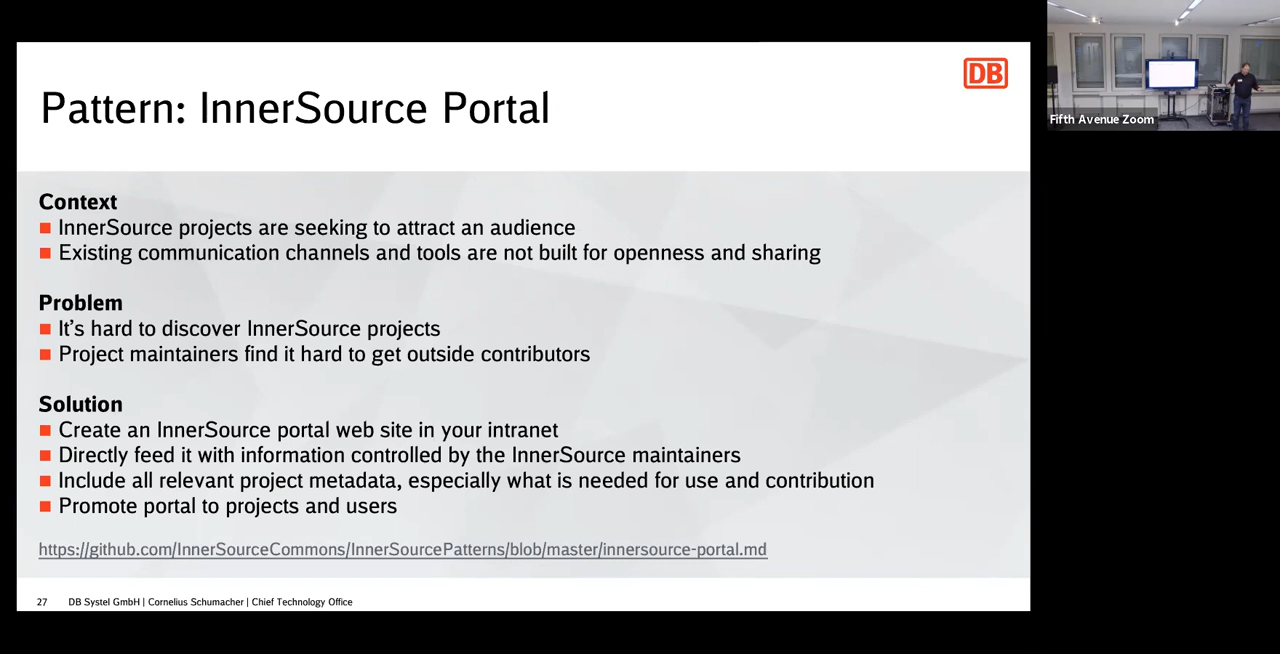 DB
Pattern: InnerSource Portal
Fifth Avenue Zoom
Context
InnerSource projects are seeking to attract an audience
Existing communication channels and tools are not built for openness and sharing
Problem
It's hard to discover InnerSource projects
Project maintainers find it hard to get outside contributors
Solution
Create an InnerSource portal web site in your intranet
Directly feed it with information controlled by the InnerSource maintainers
Include all relevant project metadata, especially what is needed for use and contribution
Promote portal to projects and users
https://github.com/InnerSourceCommons/InnerSourcePatterns/blob/master/innersource-portal.md
27 DB Systel GmbH | Cornelius Schumacher | Chief Technology Office